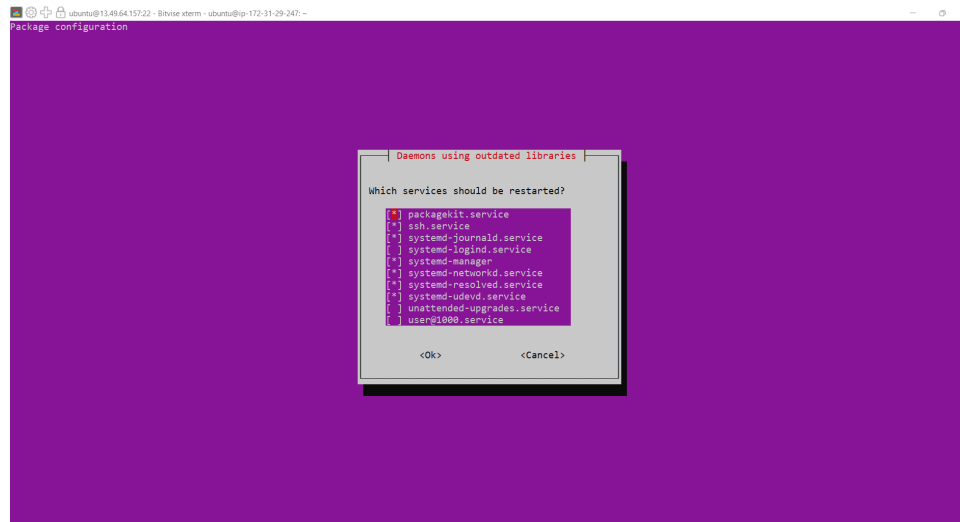 ubuntu@13.49.64.157:22 - Bitvise xterm - ubuntu@ip-172-31-29-247: ~
Package configuration
Daemons using outdated libraries
Which services should be restarted?
[*] packagekit.service
[*] ssh.service
[*] systemd-journald.service
[ ] systemd-logind.service
[*] systemd-manager
[*] systemd-networkd.service
[*] systemd-resolved.service
[*] systemd-udevd.service
[ ] unattended-upgrades.service
[ ] user@1000.service
<Ok> <Cancel>